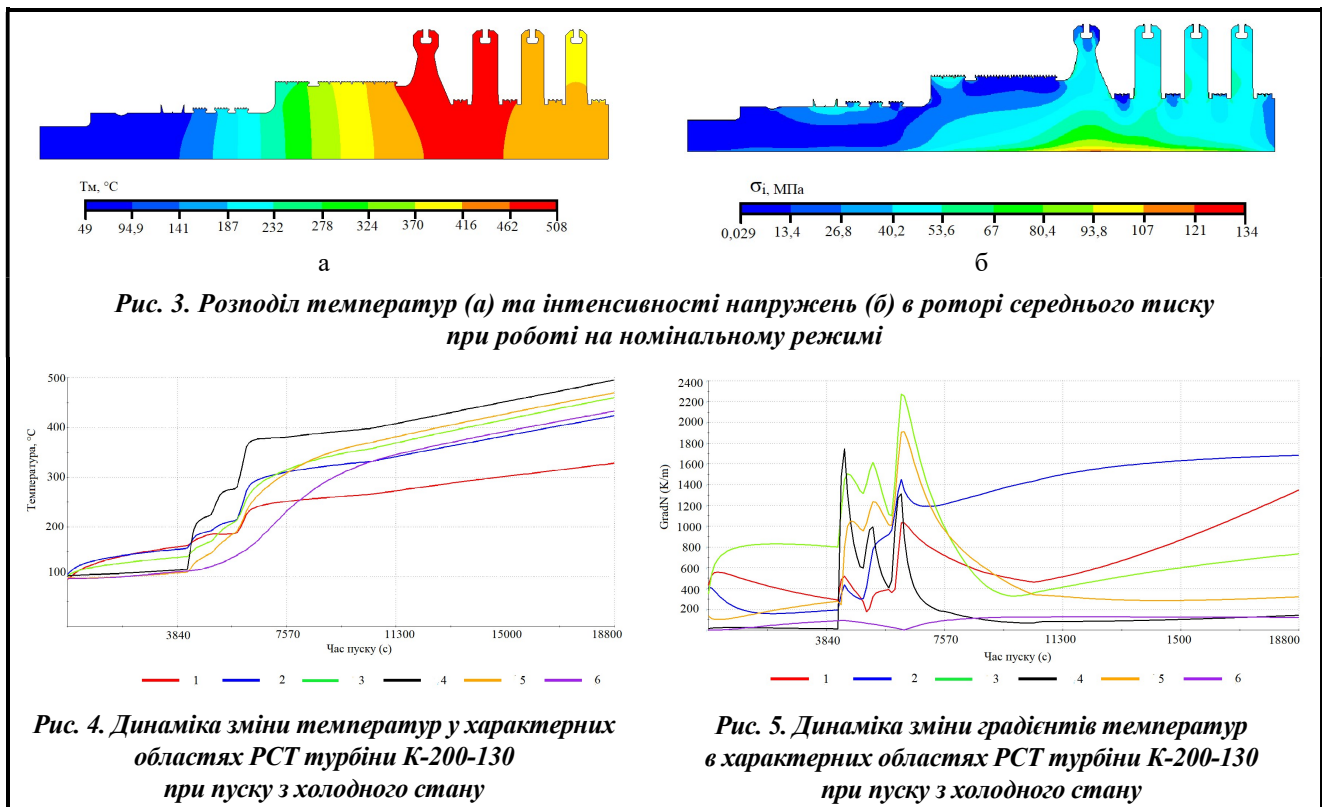 Tм, °C
49 94,9 141 187 232 278 324 370 416 462 508
а
σi, МПа
0,029 13,4 26,8 40,2 53,6 67 80,4 93,8 107 121 134
б
Рис. 3. Розподіл температур (а) та інтенсивності напружень (б) в роторі середнього тиску
при роботі на номінальному режимі
Температура, °C
500
400
300
200
100
3840 7570 11300 15000 18800
Час пуску (с)
1 2 3 4 5 6
Рис. 4. Динаміка зміни температур у характерних
областях РСТ турбіни К-200-130
при пуску з холодного стану
GradN (K/m)
2400
2200
2000
1800
1600
1400
1200
1000
800
600
400
200
3840 7570 11300 1500 18800
Час пуску (с)
1 2 3 4 5 6
Рис. 5. Динаміка зміни градієнтів температур
в характерних областях РСТ турбіни К-200-130
при пуску з холодного стану